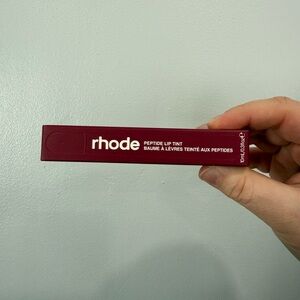 rhode
PEPTIDE LIP TINT
BAUME À LÈVRES TEINTÉ AUX PEPTIDES